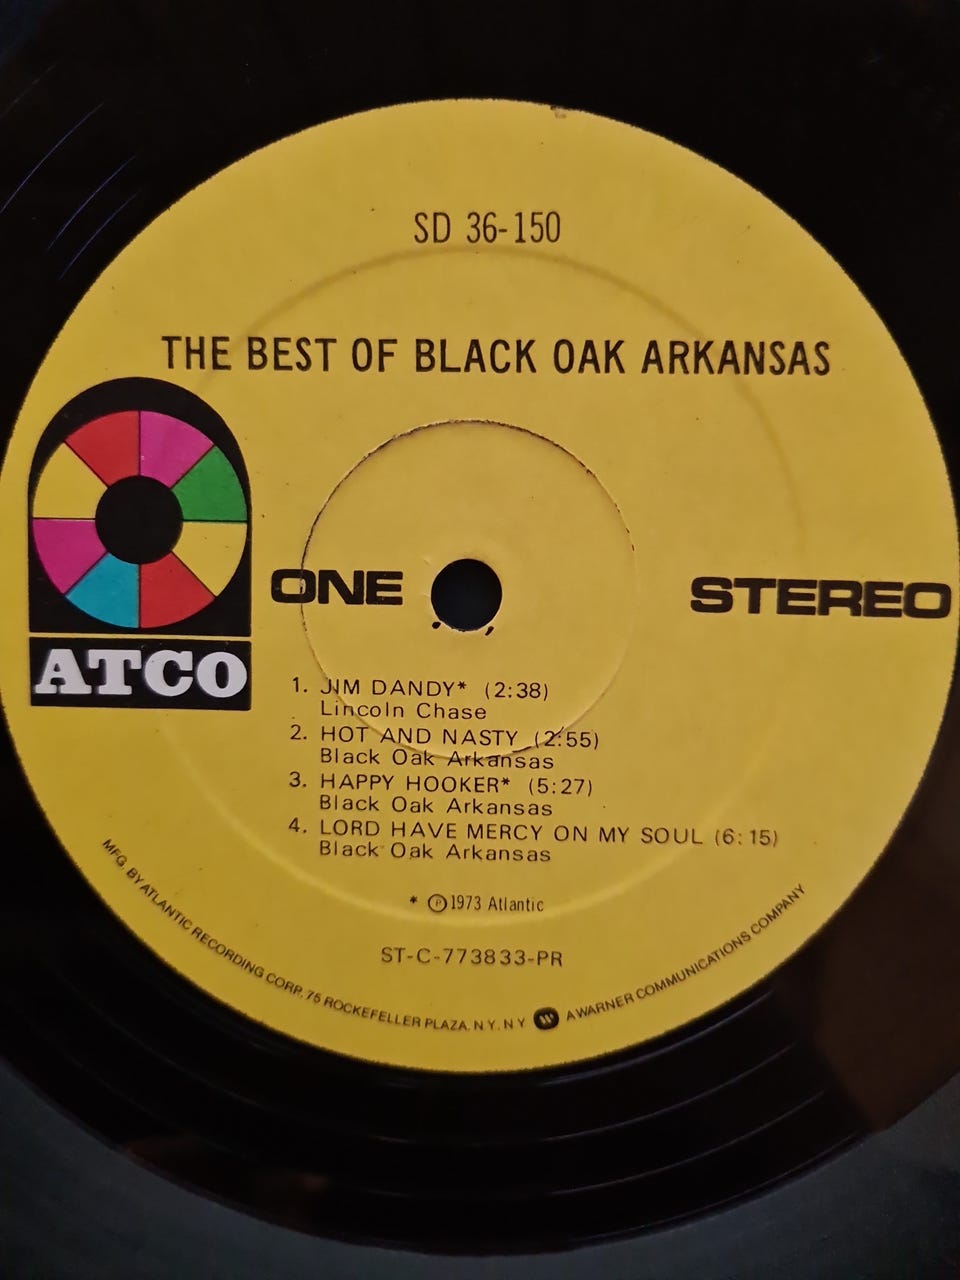 SD 36-150
THE BEST OF BLACK OAK ARKANSAS
ATCO
ONE
STEREO
1. JIM DANDY* (2:38)
Lincoln Chase
2. HOT AND NASTY (2:55)
Black Oak Arkansas
3. HAPPY HOOKER* (5:27)
Black Oak Arkansas
4. LORD HAVE MERCY ON MY SOUL (6:15)
Black Oak Arkansas
* ℗1973 Atlantic
ST-C-773833-PR
MFG. BY ATLANTIC RECORDING CORP. 75 ROCKEFELLER PLAZA, N.Y. N.Y. W A WARNER COMMUNICATIONS COMPANY